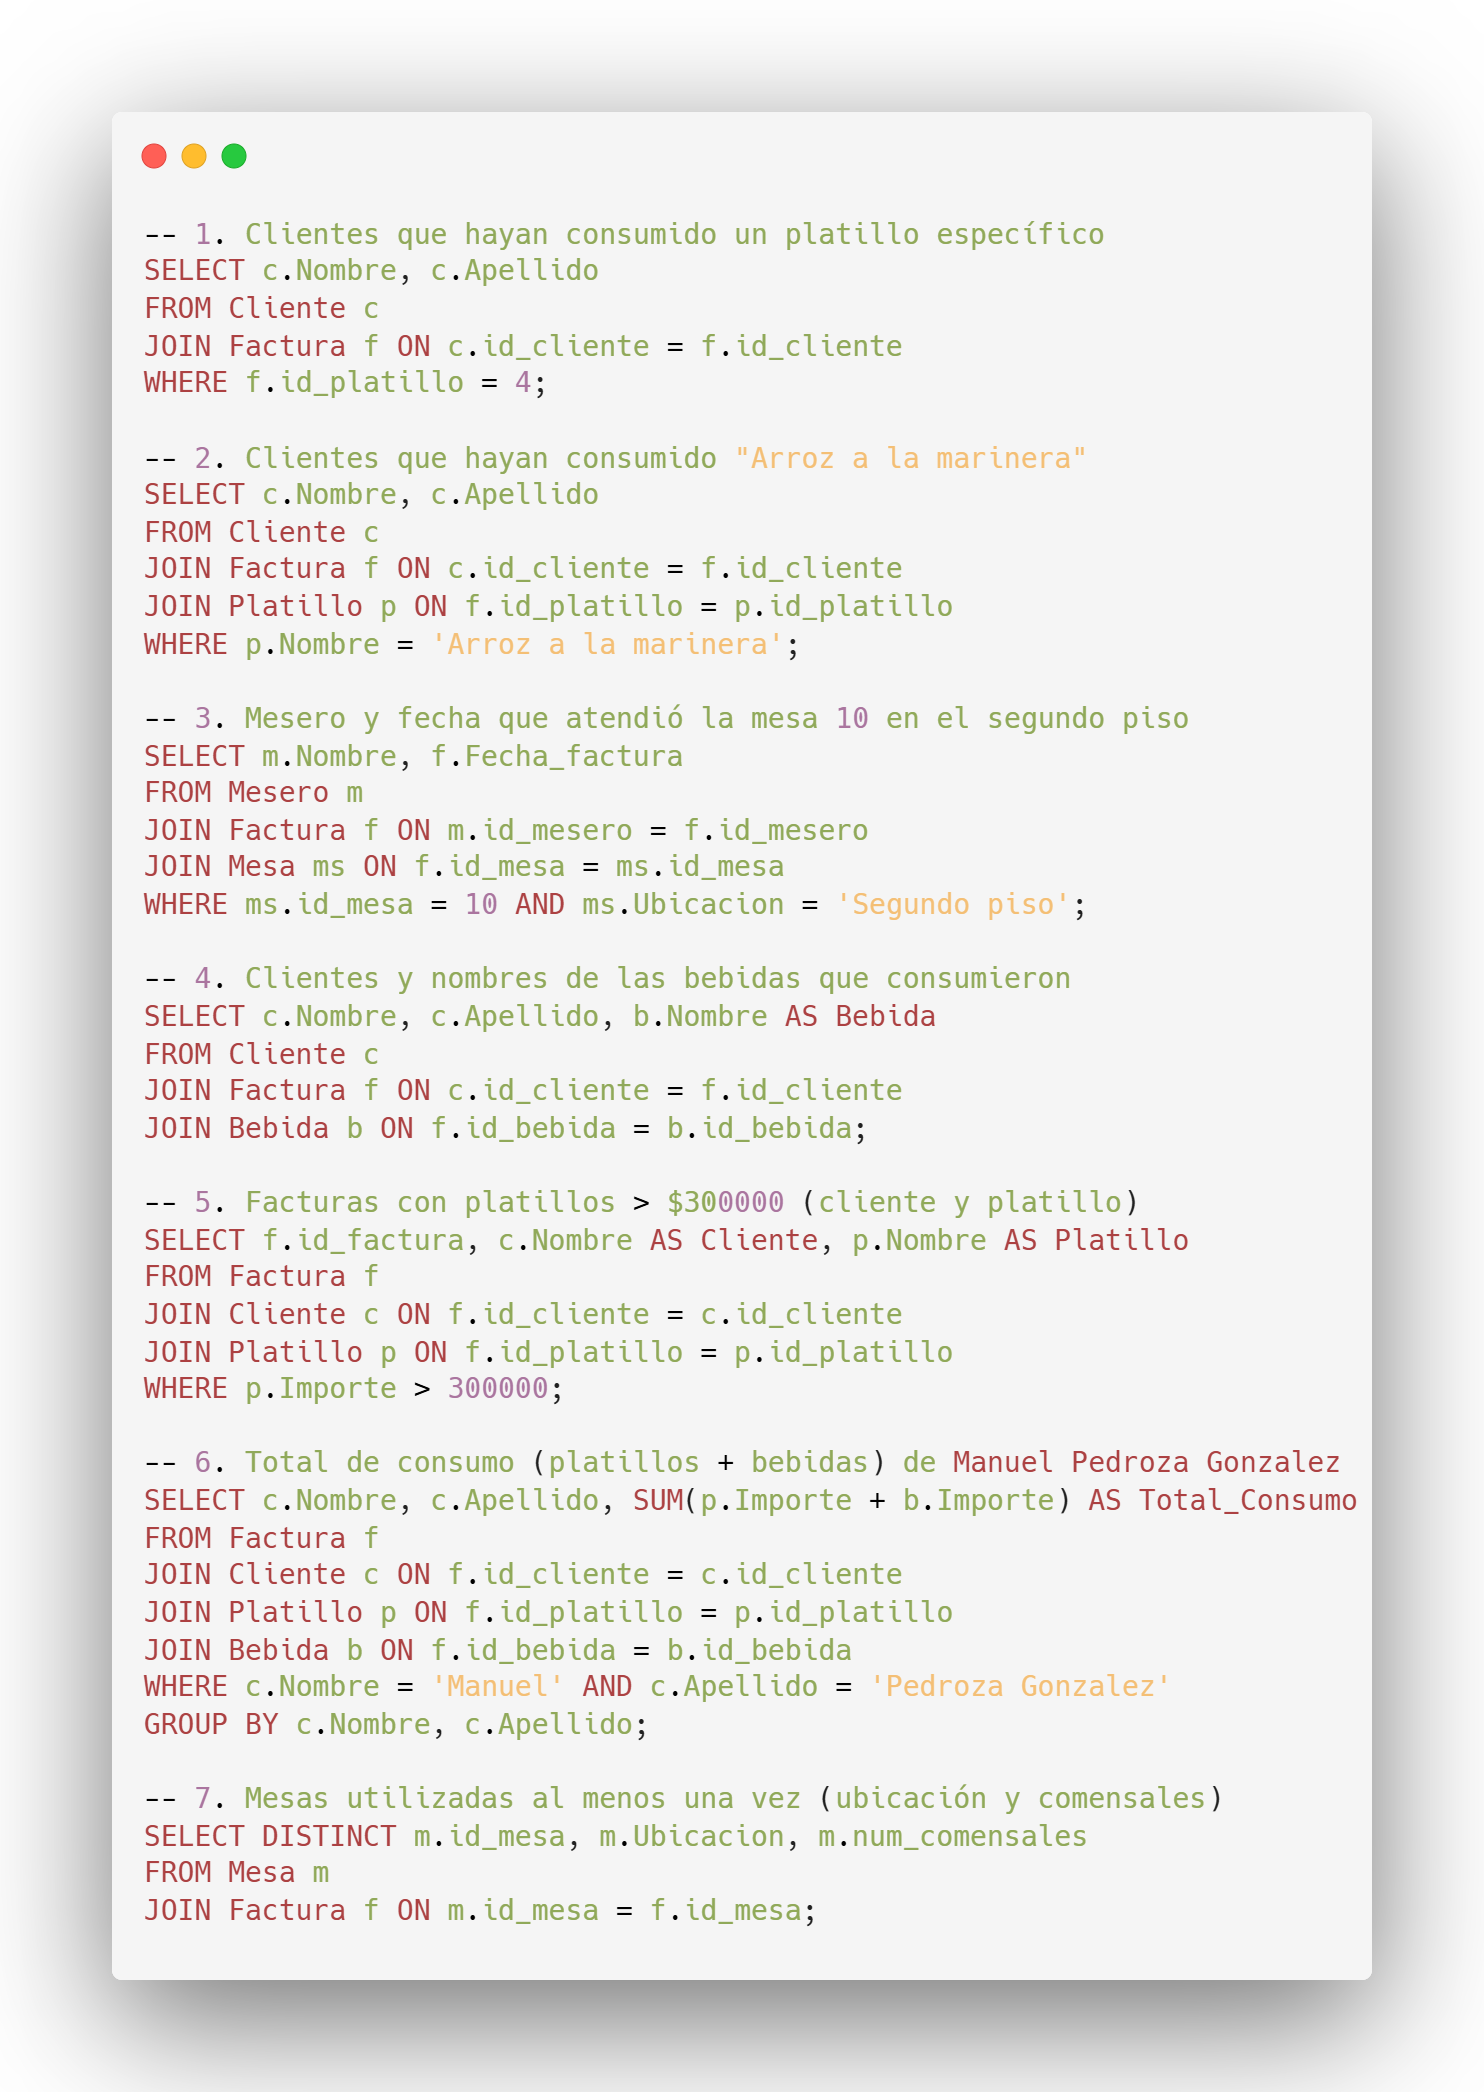 -- 1. Clientes que hayan consumido un platillo específico
SELECT c.Nombre, c.Apellido
FROM Cliente c
JOIN Factura f ON c.id_cliente = f.id_cliente
WHERE f.id_platillo = 4;
-- 2. Clientes que hayan consumido "Arroz a la marinera"
SELECT c.Nombre, c.Apellido
FROM Cliente c
JOIN Factura f ON c.id_cliente = f.id_cliente
JOIN Platillo p ON f.id_platillo = p.id_platillo
WHERE p.Nombre = 'Arroz a la marinera';
-- 3. Mesero y fecha que atendió la mesa 10 en el segundo piso
SELECT m.Nombre, f.Fecha_factura
FROM Mesero m
JOIN Factura f ON m.id_mesero = f.id_mesero
JOIN Mesa ms ON f.id_mesa = ms.id_mesa
WHERE ms.id_mesa = 10 AND ms.Ubicacion = 'Segundo piso';
-- 4. Clientes y nombres de las bebidas que consumieron
SELECT c.Nombre, c.Apellido, b.Nombre AS Bebida
FROM Cliente c
JOIN Factura f ON c.id_cliente = f.id_cliente
JOIN Bebida b ON f.id_bebida = b.id_bebida;
-- 5. Facturas con platillos > $300000 (cliente y platillo)
SELECT f.id_factura, c.Nombre AS Cliente, p.Nombre AS Platillo
FROM Factura f
JOIN Cliente c ON f.id_cliente = c.id_cliente
JOIN Platillo p ON f.id_platillo = p.id_platillo
WHERE p.Importe > 300000;
-- 6. Total de consumo (platillos + bebidas) de Manuel Pedroza Gonzalez
SELECT c.Nombre, c.Apellido, SUM(p.Importe + b.Importe) AS Total_Consumo
FROM Factura f
JOIN Cliente c ON f.id_cliente = c.id_cliente
JOIN Platillo p ON f.id_platillo = p.id_platillo
JOIN Bebida b ON f.id_bebida = b.id_bebida
WHERE c.Nombre = 'Manuel' AND c.Apellido = 'Pedroza Gonzalez'
GROUP BY c.Nombre, c.Apellido;
-- 7. Mesas utilizadas al menos una vez (ubicación y comensales)
SELECT DISTINCT m.id_mesa, m.Ubicacion, m.num_comensales
FROM Mesa m
JOIN Factura f ON m.id_mesa = f.id_mesa;